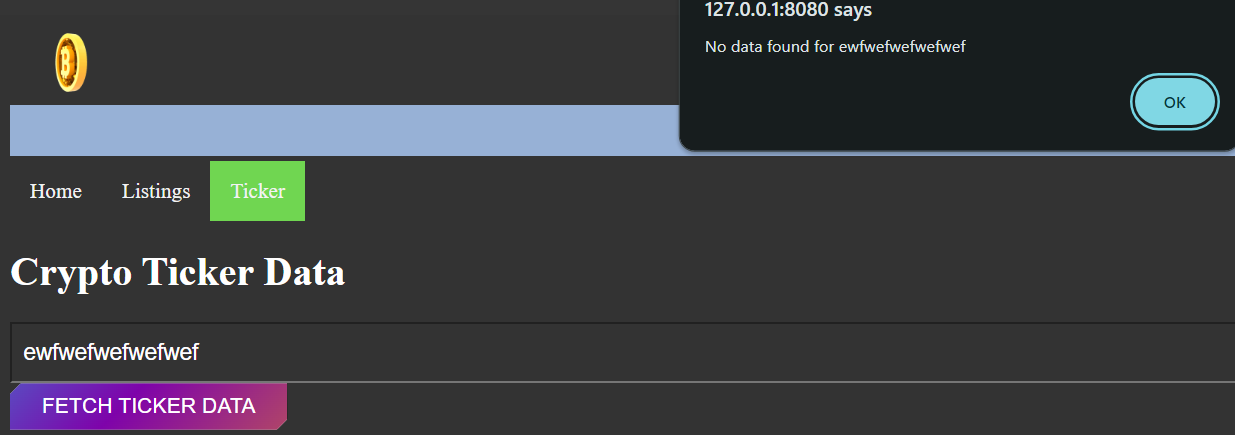 127.0.0.1:8080 says
No data found for ewfwefwefwefwef
OK
Home Listings Ticker
Crypto Ticker Data
ewfwefwefwefwef
FETCH TICKER DATA